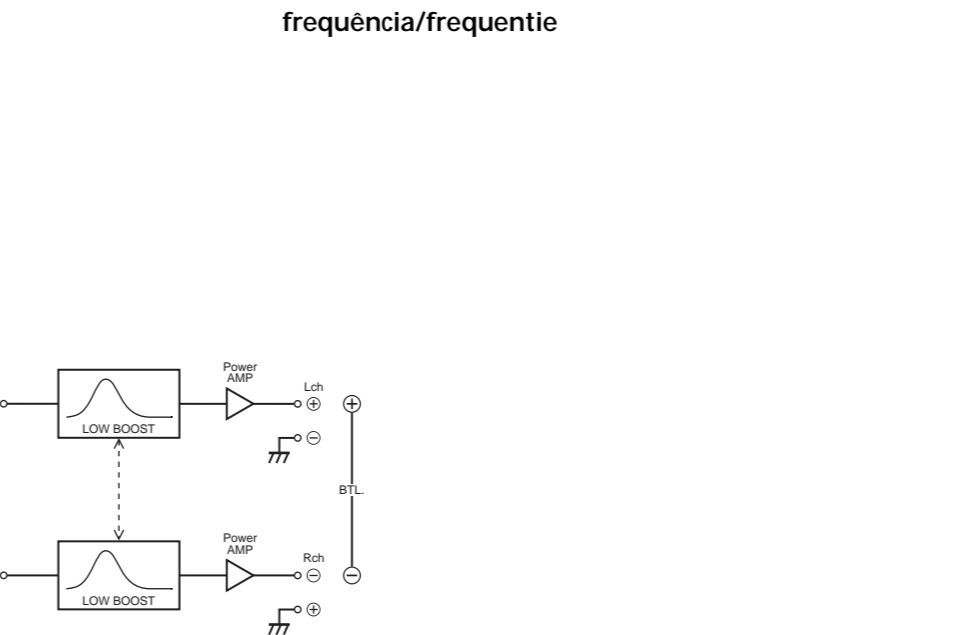 frequência/frequentie
Power
AMP
Lch
⊕
⊕
LOW BOOST
⊖
BTL.
Power
AMP
Rch
⊖
⊖
LOW BOOST
⊕